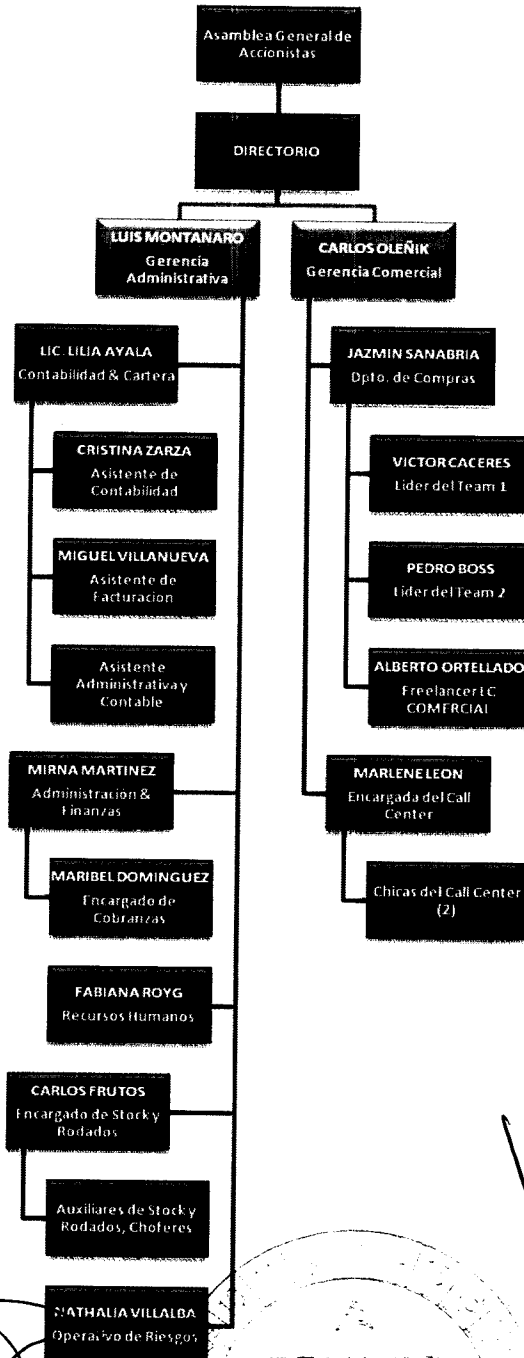 Asamblea General de
Accionistas
DIRECTORIO
LUIS MONTANARO
Gerencia
Administrativa
CARLOS OLEÑIK
Gerencia Comercial
LIC. LILIA AYALA
Contabilidad & Cartera
CRISTINA ZARZA
Asistente de
Contabilidad
MIGUEL VILLANUEVA
Asistente de
Facturacion
Asistente
Administrativa y
Contable
MIRNA MARTINEZ
Administración &
Finanzas
MARIBEL DOMINGUEZ
Encargado de
Cobranzas
FABIANA ROYG
Recursos Humanos
CARLOS FRUTOS
Encargado de Stock y
Rodados
Auxiliares de Stock y
Rodados, Choferes
NATHALIA VILLALBA
Operativo de Riesgos
JAZMIN SANABRIA
Dpto. de Compras
VICTOR CACERES
Lider del Team 1
PEDRO BOSS
Lider del Team 2
ALBERTO ORTELLADO
Freelancer LC
COMERCIAL
MARLENE LEON
Encargada del Call
Center
Chicas del Call Center
(2)